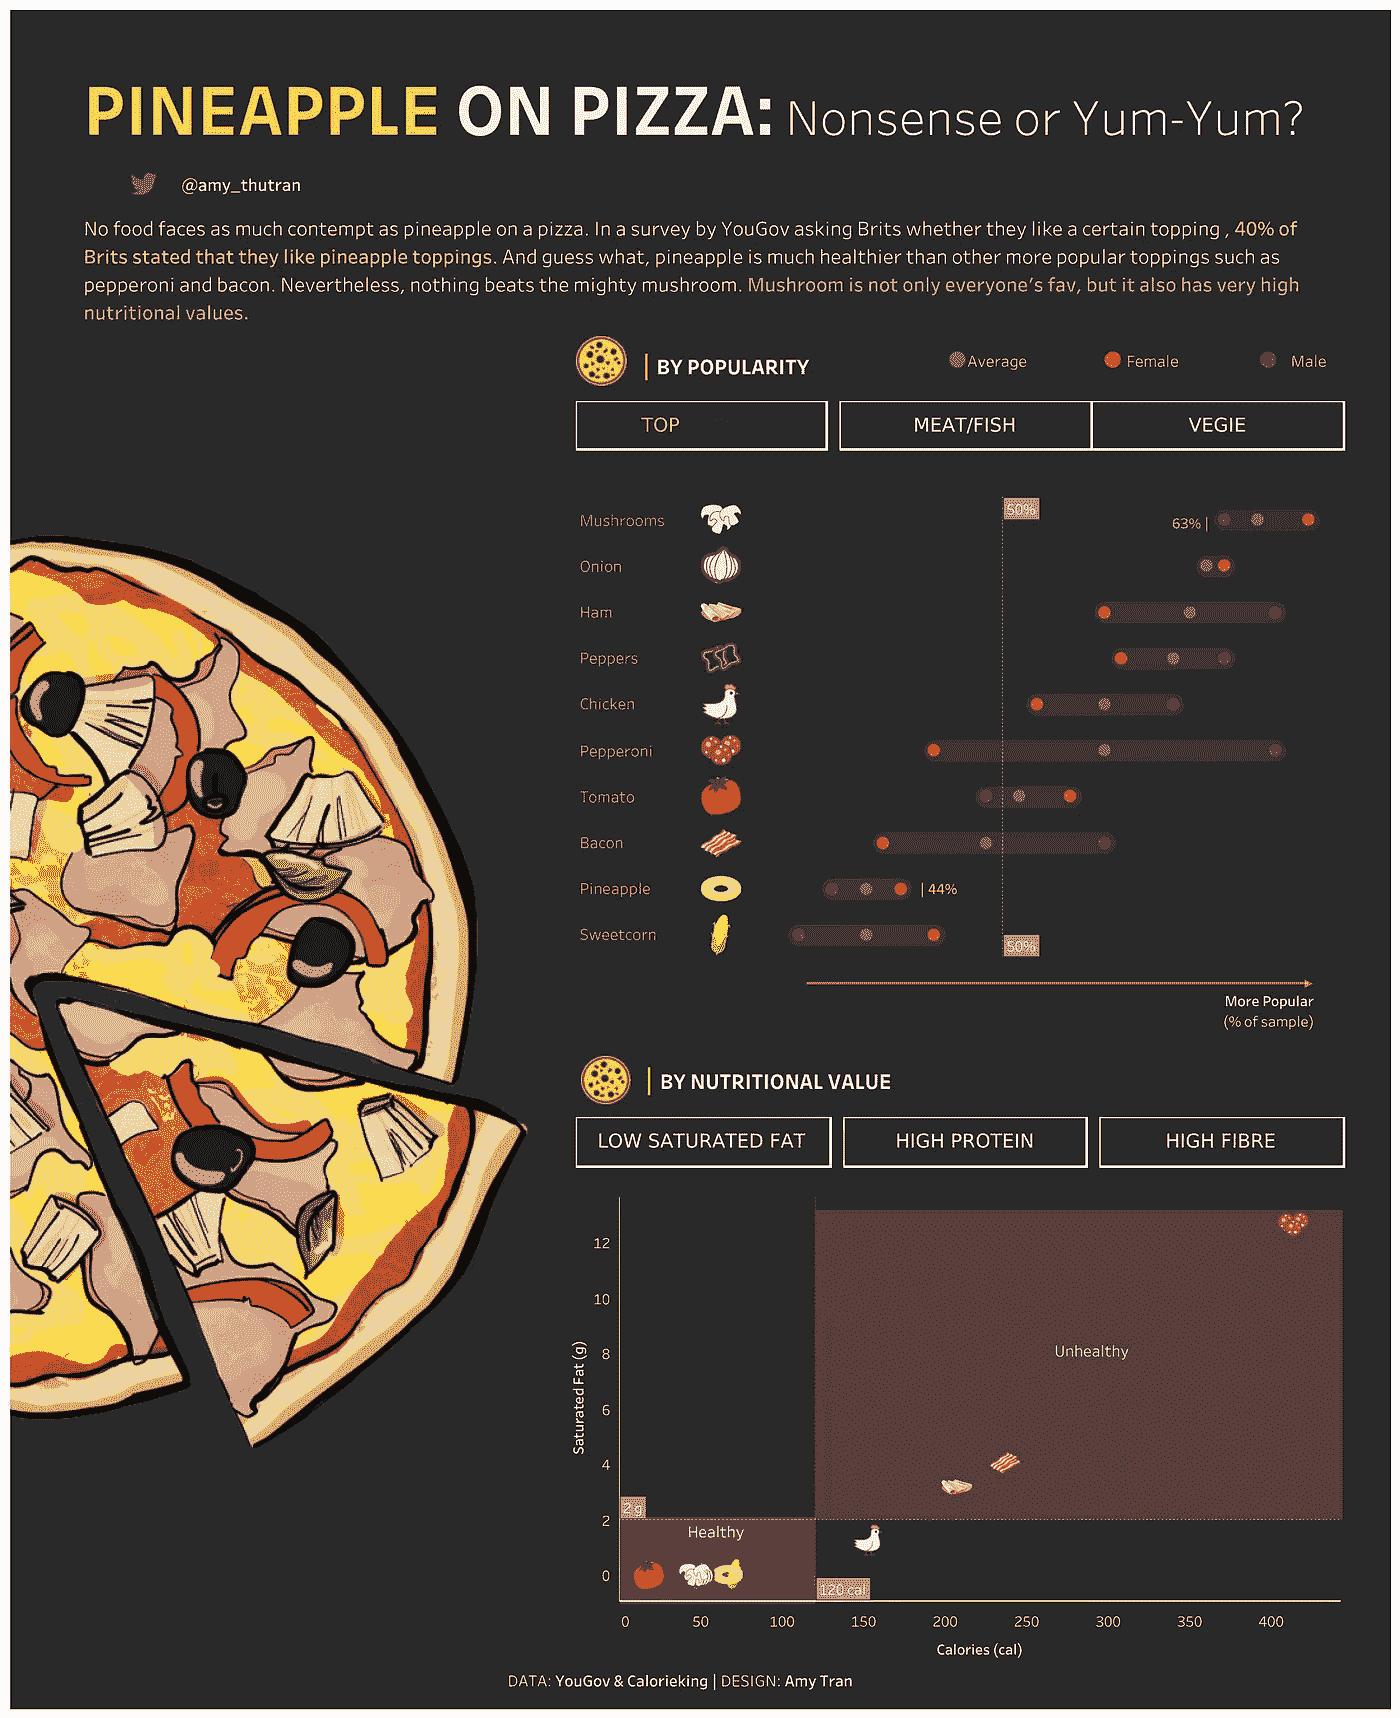 PINEAPPLE ON PIZZA: Nonsense or Yum-Yum?
@amy_thutran
No food faces as much contempt as pineapple on a pizza. In a survey by YouGov asking Brits whether they like a certain topping , 40% of
Brits stated that they like pineapple toppings. And guess what, pineapple is much healthier than other more popular toppings such as
pepperoni and bacon. Nevertheless, nothing beats the mighty mushroom. Mushroom is not only everyone's fav, but it also has very high
nutritional values.
| BY POPULARITY
Average Female Male
TOP MEAT/FISH VEGIE
50%
Mushrooms 63% |
Onion
Ham
Peppers
Chicken
Pepperoni
Tomato
Bacon
Pineapple | 44%
Sweetcorn
50%
More Popular
(% of sample)
| BY NUTRITIONAL VALUE
LOW SATURATED FAT HIGH PROTEIN HIGH FIBRE
Saturated Fat (g)
12
10
8
6
4
2
0
Unhealthy
2 g
Healthy
120 cal
0 50 100 150 200 250 300 350 400
Calories (cal)
DATA: YouGov & Calorieking | DESIGN: Amy Tran